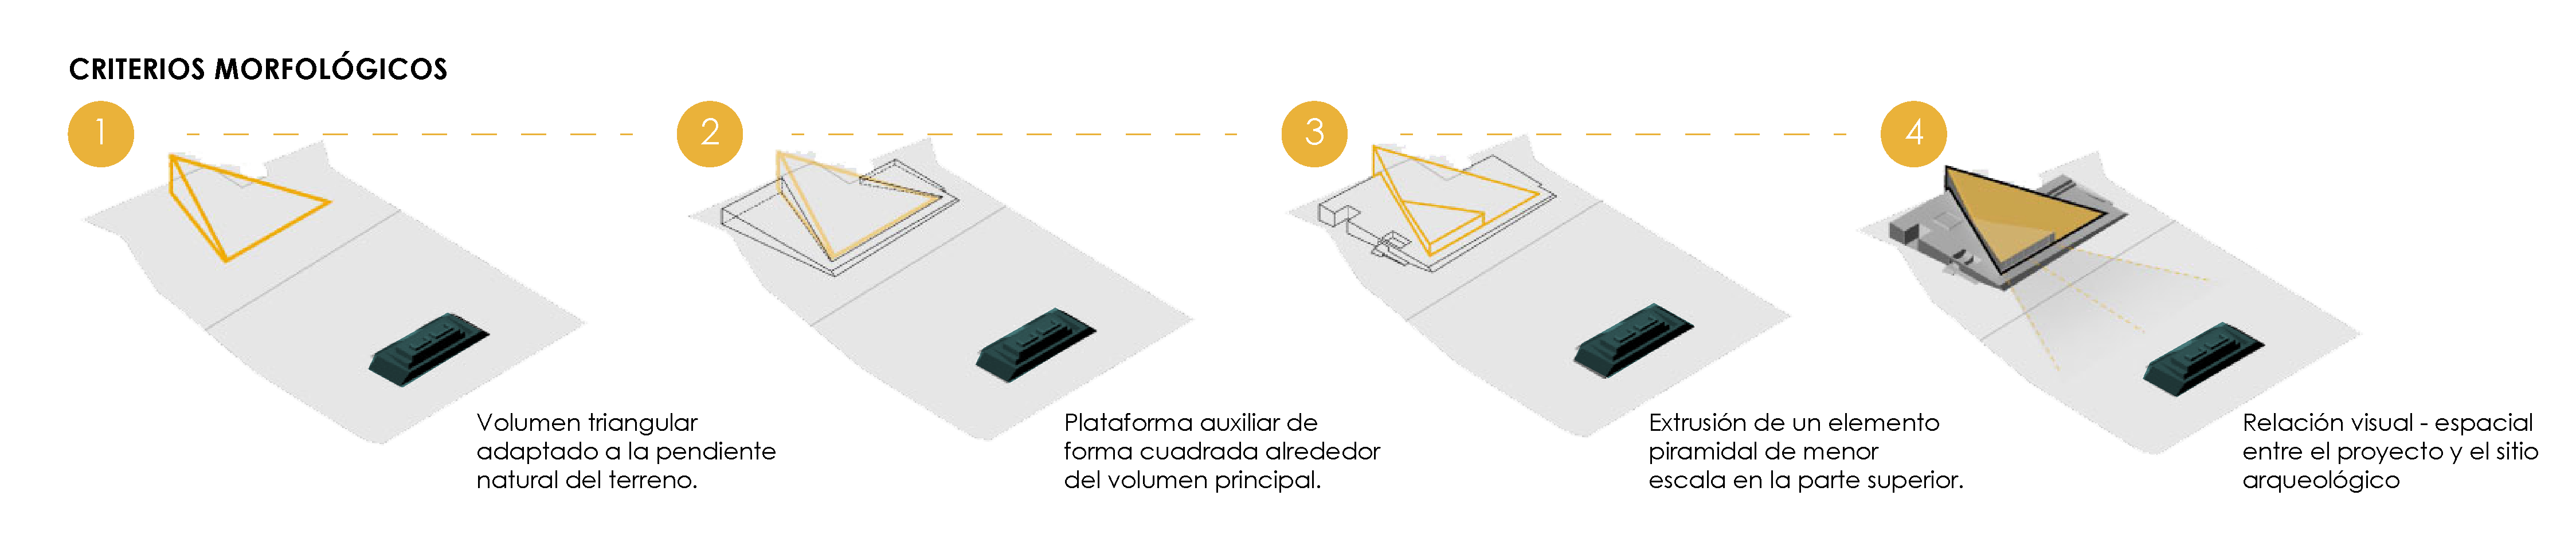 CRITERIOS MORFOLÓGICOS
1
2
3
4
Volumen triangular
adaptado a la pendiente
natural del terreno.
Plataforma auxiliar de
forma cuadrada alrededor
del volumen principal.
Extrusión de un elemento
piramidal de menor
escala en la parte superior.
Relación visual - espacial
entre el proyecto y el sitio
arqueológico